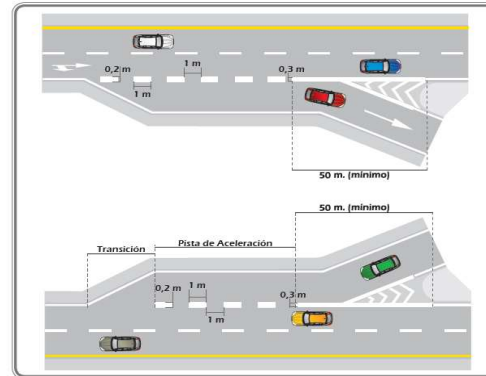 0,2 m
1 m
1 m
0,3 m
50 m. (mínimo)
50 m. (mínimo)
Transición
Pista de Aceleración
0,2 m
1 m
1 m
0,3 m